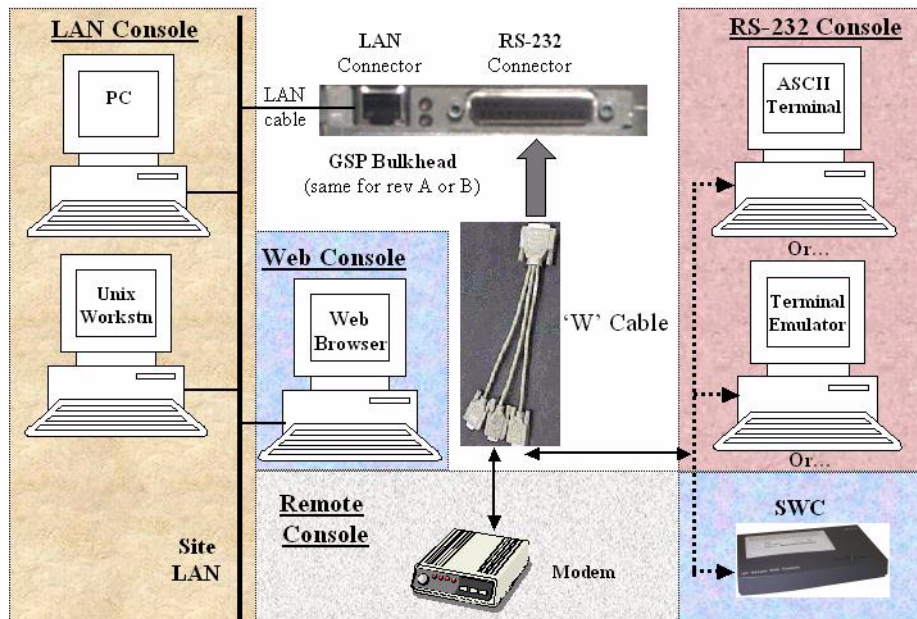 LAN Console
PC
Unix
Workstn
Site
LAN
LAN
Connector
RS-232
Connector
LAN
cable
GSP Bulkhead
(same for rev A or B)
Web Console
Web
Browser
'W' Cable
Remote
Console
Modem
RS-232 Console
ASCII
Terminal
Or...
Terminal
Emulator
Or...
SWC